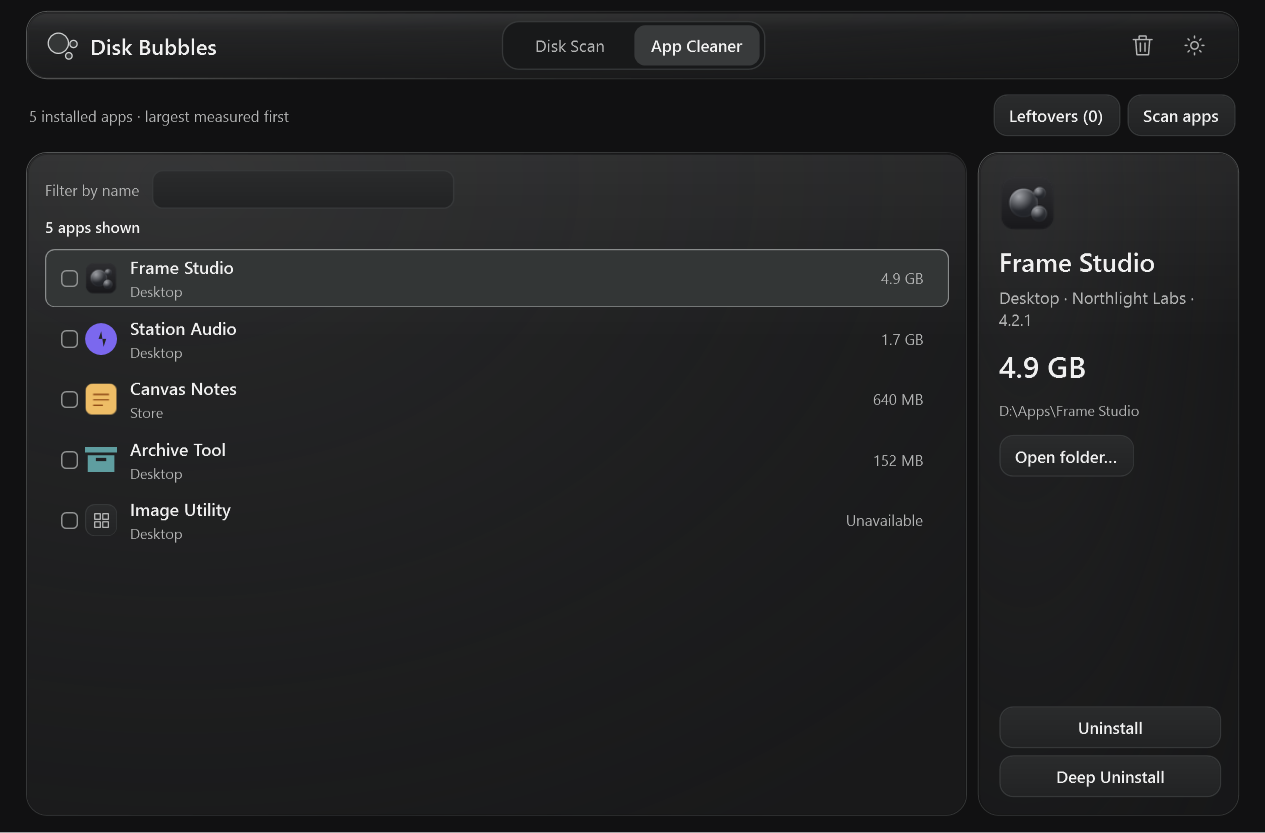 Disk Bubbles
Disk Scan
App Cleaner
5 installed apps · largest measured first
Leftovers (0)
Scan apps
Filter by name
5 apps shown
Frame Studio
Desktop
4.9 GB
Station Audio
Desktop
1.7 GB
Canvas Notes
Store
640 MB
Archive Tool
Desktop
152 MB
Image Utility
Desktop
Unavailable
Frame Studio
Desktop · Northlight Labs ·
4.2.1
4.9 GB
D:\Apps\Frame Studio
Open folder...
Uninstall
Deep Uninstall